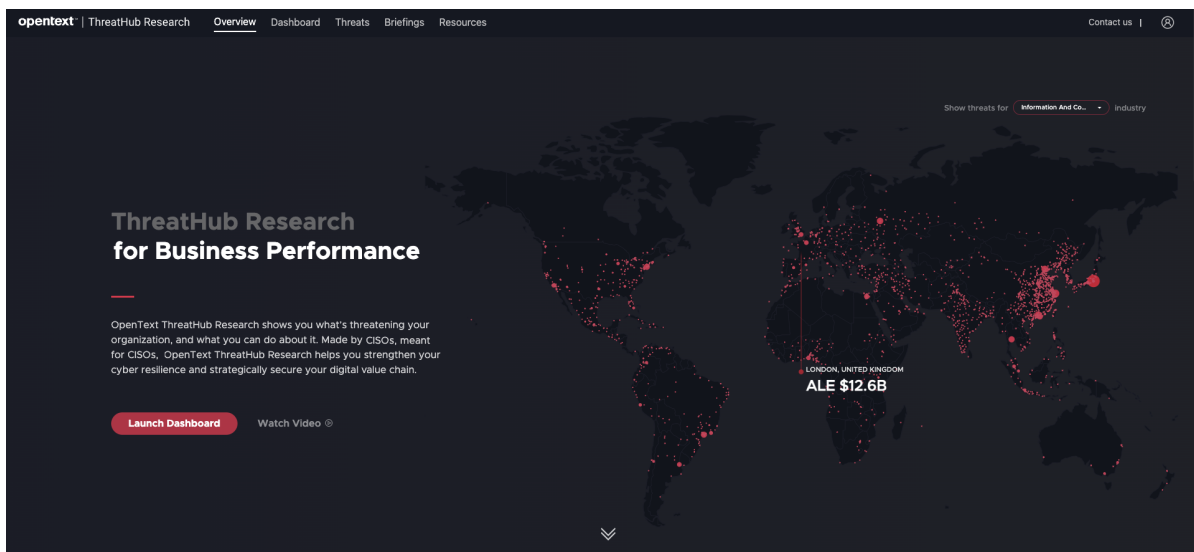 opentext™ | ThreatHub Research Overview Dashboard Threats Briefings Resources Contact us |
Show threats for Information And Co... industry
ThreatHub Research
for Business Performance
OpenText ThreatHub Research shows you what's threatening your
organization, and what you can do about it. Made by CISOs, meant
for CISOs, OpenText ThreatHub Research helps you strengthen your
cyber resilience and strategically secure your digital value chain.
LONDON, UNITED KINGDOM
ALE $12.6B
Launch Dashboard Watch Video